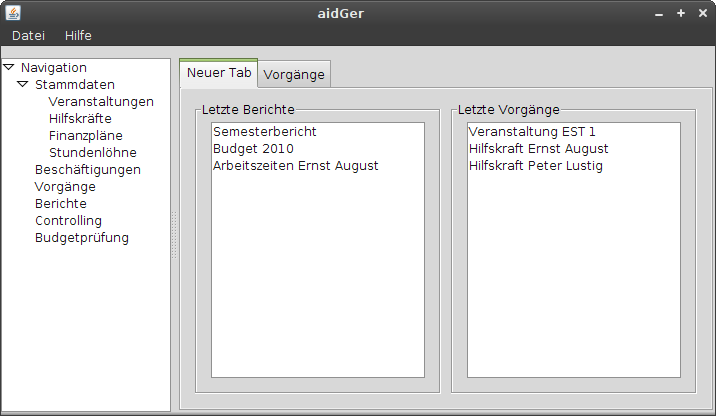 aidGer
Datei Hilfe
Navigation
Stammdaten
Veranstaltungen
Hilfskräfte
Finanzpläne
Stundenlöhne
Beschäftigungen
Vorgänge
Berichte
Controlling
Budgetprüfung
Neuer Tab Vorgänge
Letzte Berichte
Semesterbericht
Budget 2010
Arbeitszeiten Ernst August
Letzte Vorgänge
Veranstaltung EST 1
Hilfskraft Ernst August
Hilfskraft Peter Lustig